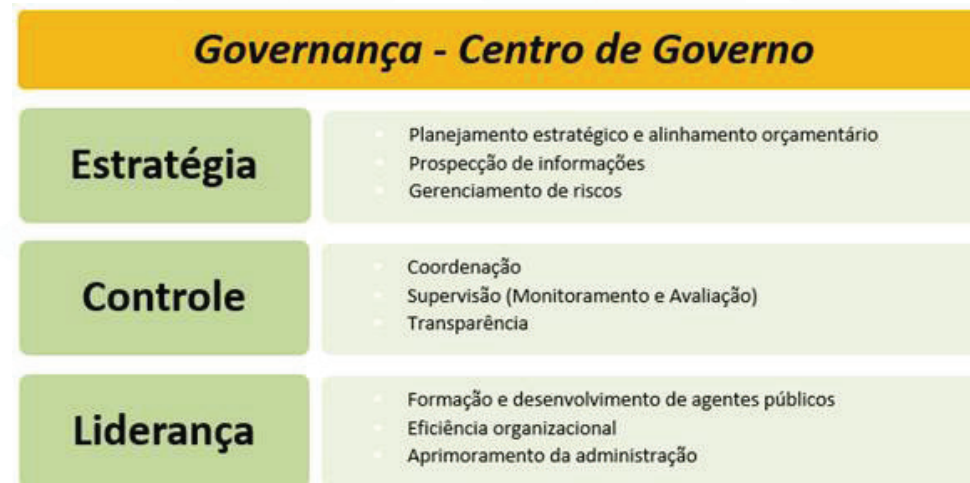 Governança - Centro de Governo
Estratégia
Planejamento estratégico e alinhamento orçamentário
Prospecção de informações
Gerenciamento de riscos
Controle
Coordenação
Supervisão (Monitoramento e Avaliação)
Transparência
Liderança
Formação e desenvolvimento de agentes públicos
Eficiência organizacional
Aprimoramento da administração